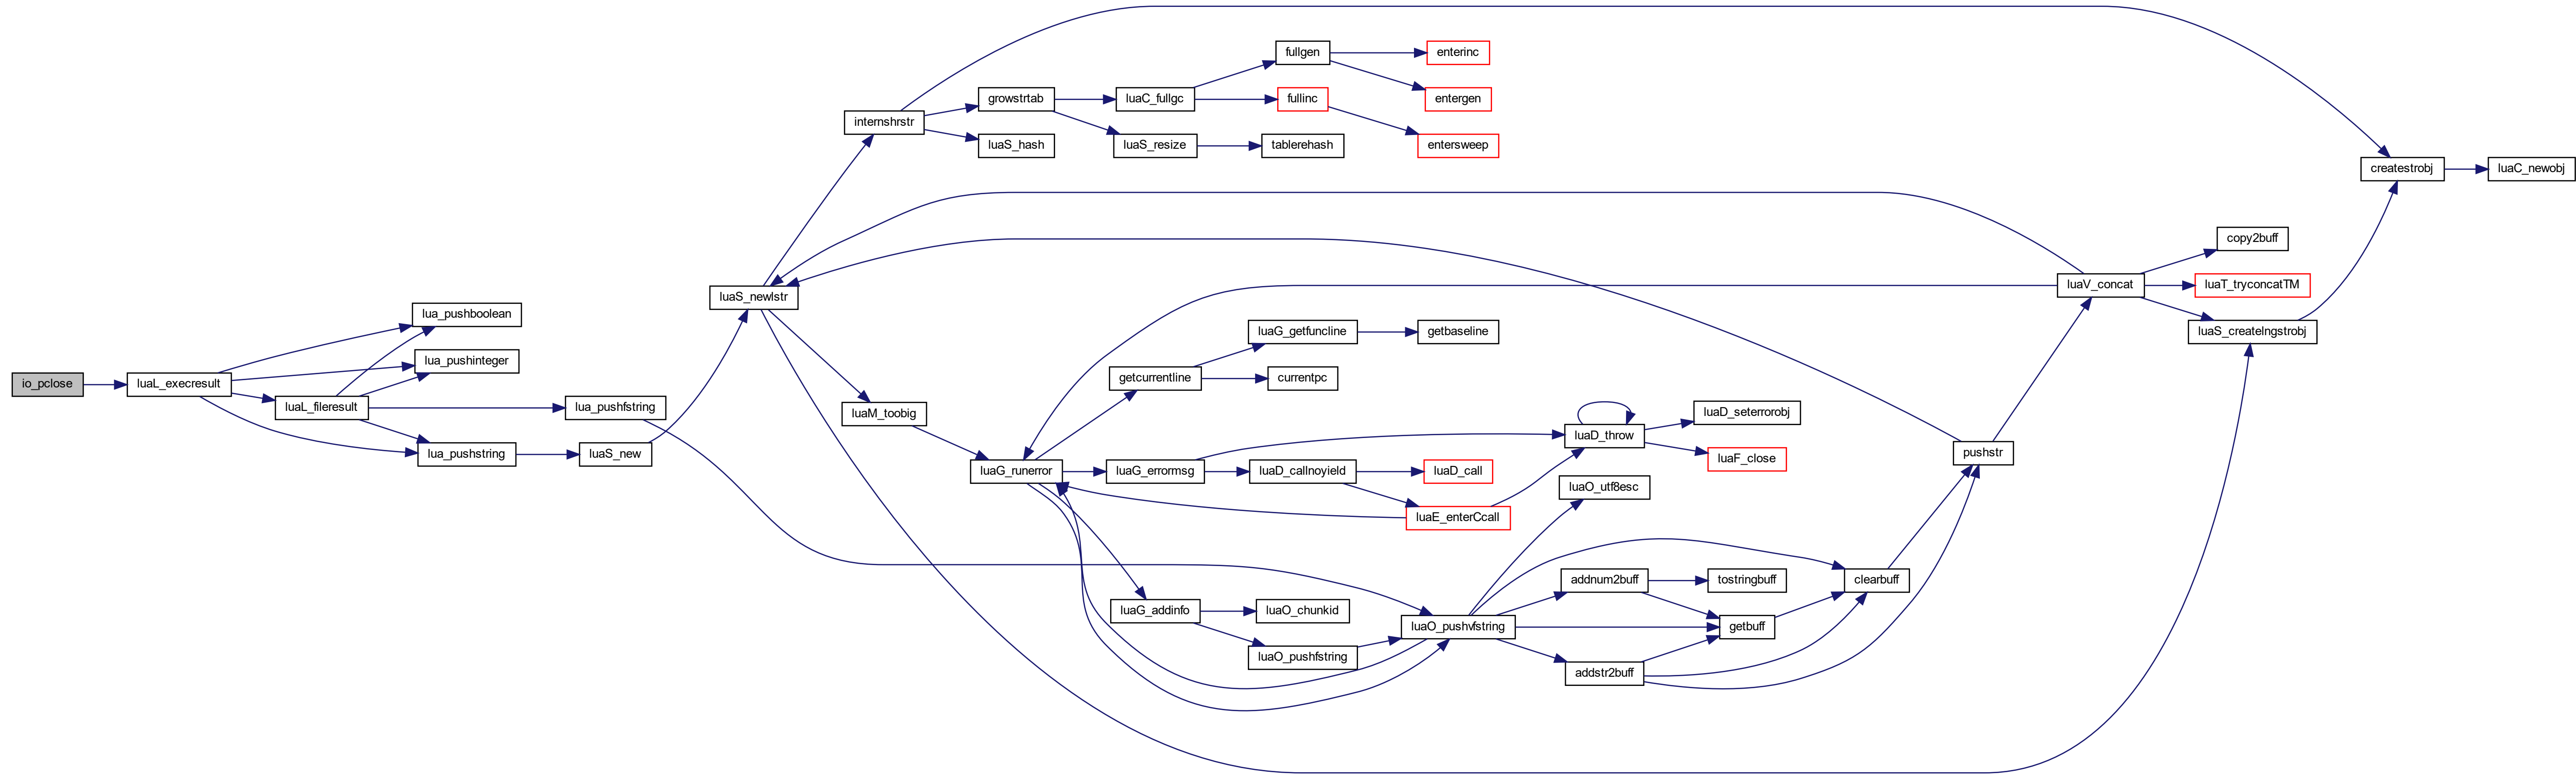 io_pclose
luaL_execresult
lua_pushboolean
lua_pushinteger
luaL_fileresult
lua_pushfstring
lua_pushstring
luaS_new
luaS_newlstr
internshrstr
growstrtab
luaS_hash
luaC_fullgc
luaS_resize
fullgen
fullinc
tablerehash
enterinc
entergen
entersweep
luaM_toobig
luaG_runerror
getcurrentline
luaG_getfuncline
getbaseline
currentpc
luaG_errormsg
luaD_callnoyield
luaD_call
luaE_enterCcall
luaD_throw
luaD_seterrorobj
luaF_close
luaG_addinfo
luaO_chunkid
luaO_pushfstring
luaO_pushvfstring
luaO_utf8esc
addnum2buff
tostringbuff
getbuff
addstr2buff
clearbuff
pushstr
luaV_concat
copy2buff
luaT_tryconcatTM
luaS_createlngstrobj
createstrobj
luaC_newobj